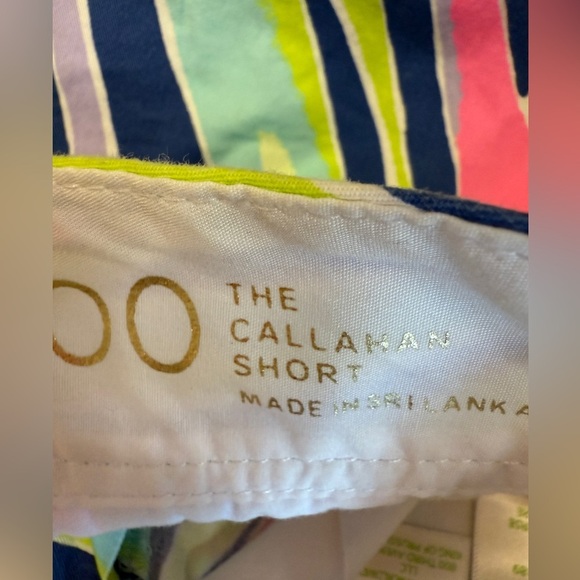 00
THE
CALLAHAN
SHORT
MADE IN SRI LANKA